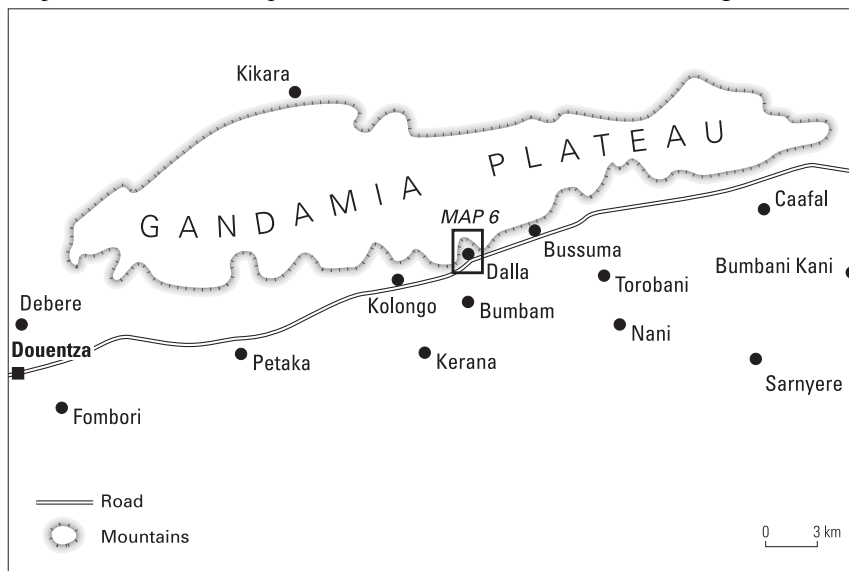 Kikara
GANDAMIA PLATEAU
MAP 6
Caafal
Bussuma
Dalla
Bumbani Kani
Torobani
Kolongo
Debere
Bumbam
Nani
Douentza
Petaka
Kerana
Sarnyere
Fombori
Road
Mountains
0 3 km